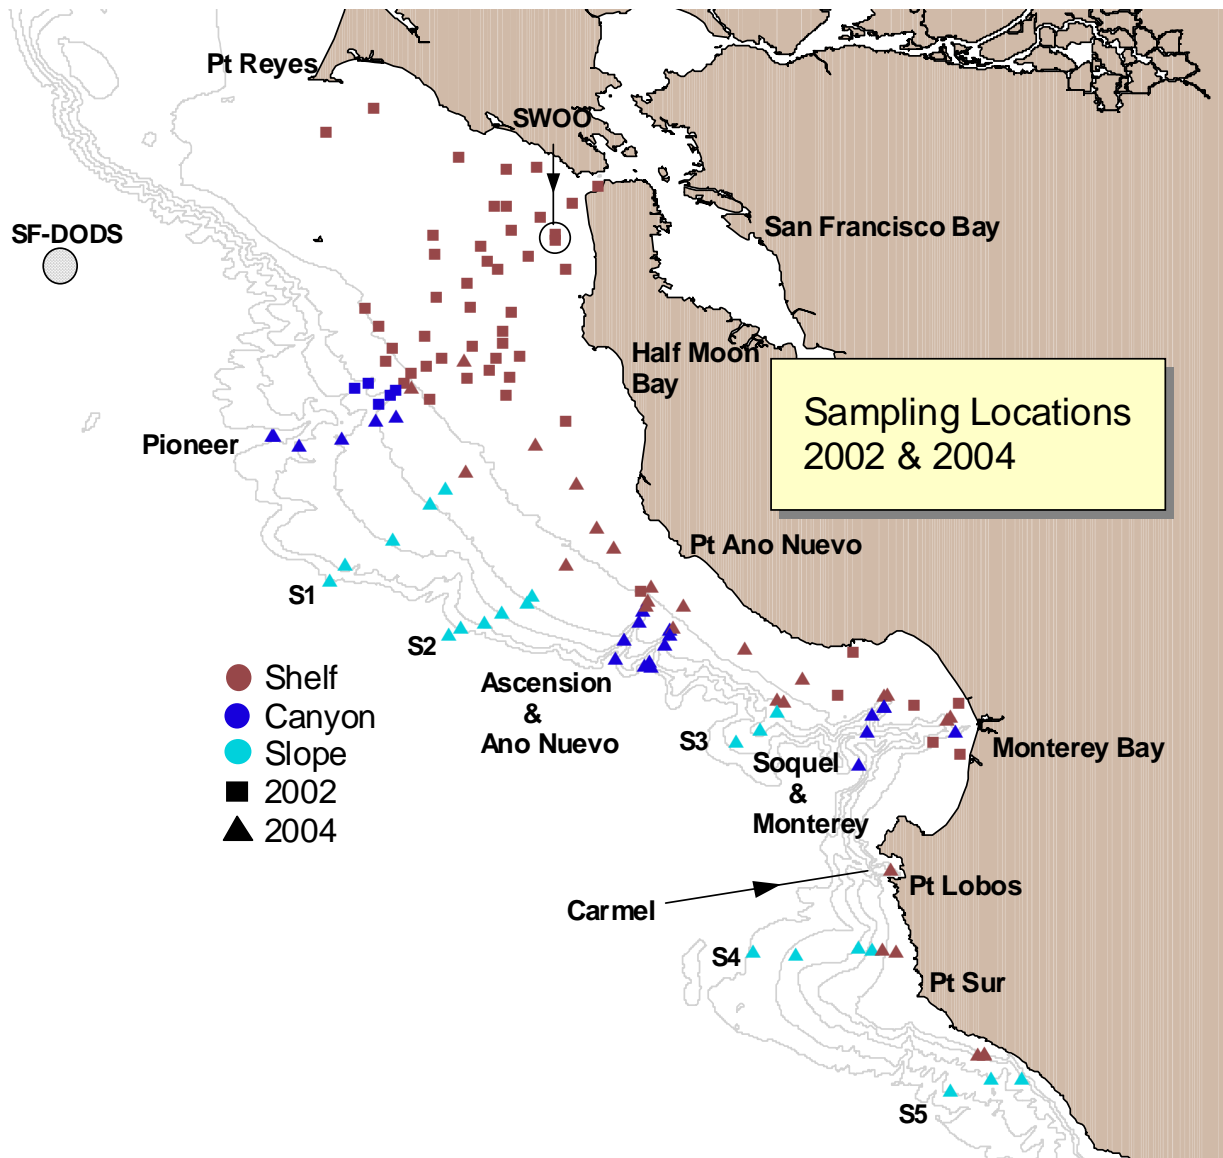 Pt Reyes
SWOO
SF-DODS
San Francisco Bay
Half Moon
Bay
Sampling Locations
2002 & 2004
Pioneer
Pt Ano Nuevo
S1
S2
Shelf
Canyon
Slope
2002
2004
Ascension
&
Ano Nuevo
S3
Soquel
&
Monterey
Monterey Bay
Carmel
Pt Lobos
S4
Pt Sur
S5